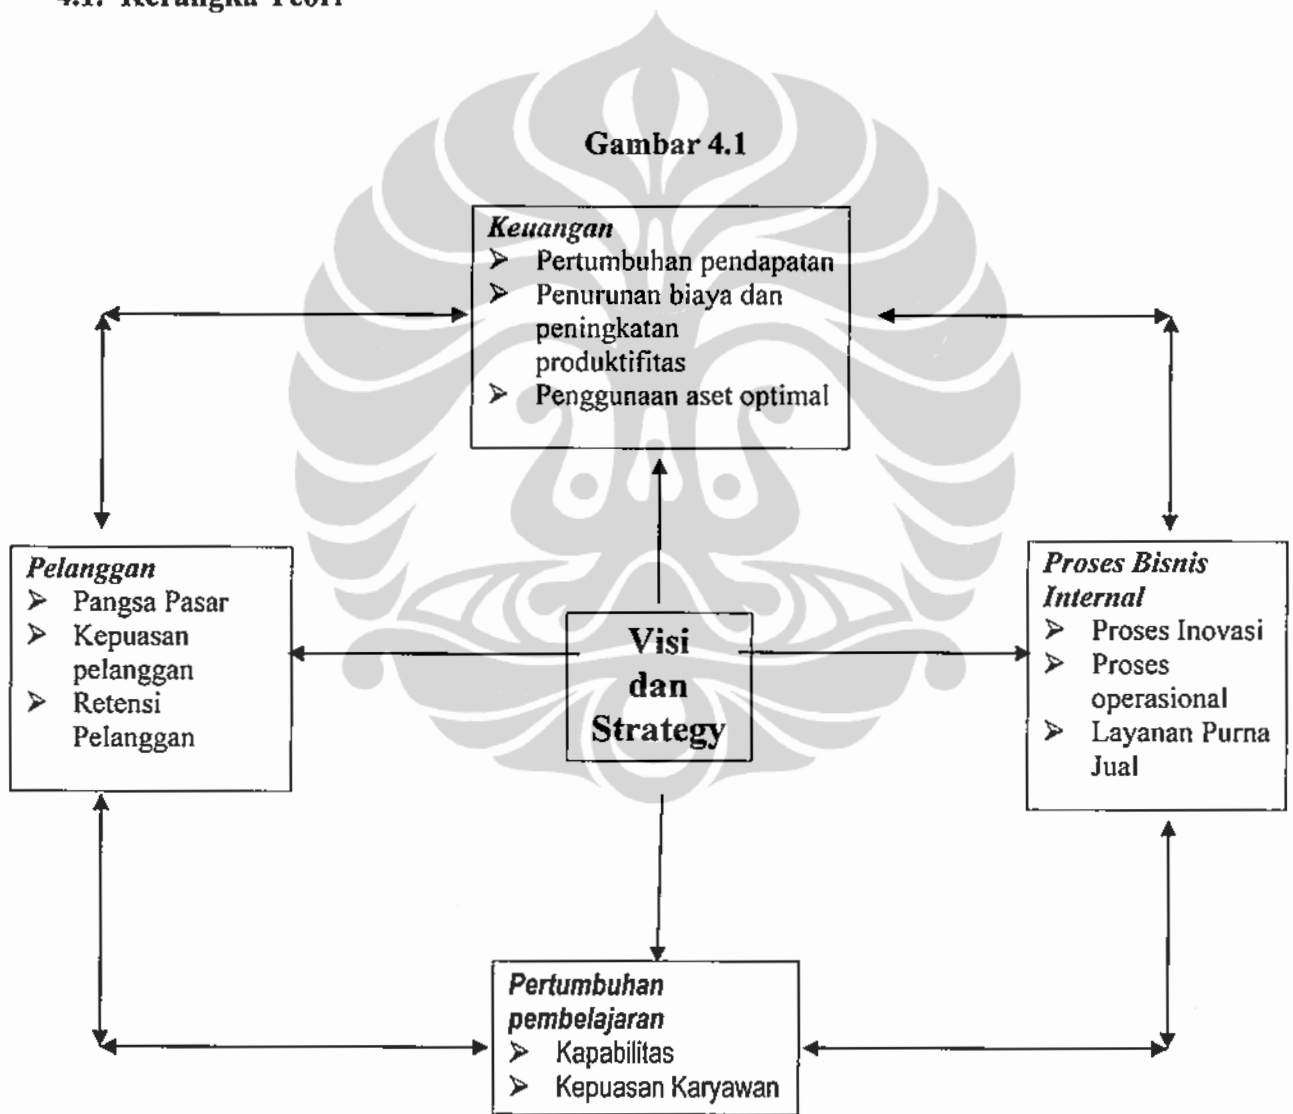 4.1. Kerangka Teori
Gambar 4.1
Keuangan
➢ Pertumbuhan pendapatan
➢ Penurunan biaya dan
peningkatan
produktifitas
➢ Penggunaan aset optimal
Pelanggan
➢ Pangsa Pasar
➢ Kepuasan
pelanggan
➢ Retensi
Pelanggan
Visi
dan
Strategy
Proses Bisnis
Internal
➢ Proses Inovasi
➢ Proses
operasional
➢ Layanan Purna
Jual
Pertumbuhan
pembelajaran
➢ Kapabilitas
➢ Kepuasan Karyawan